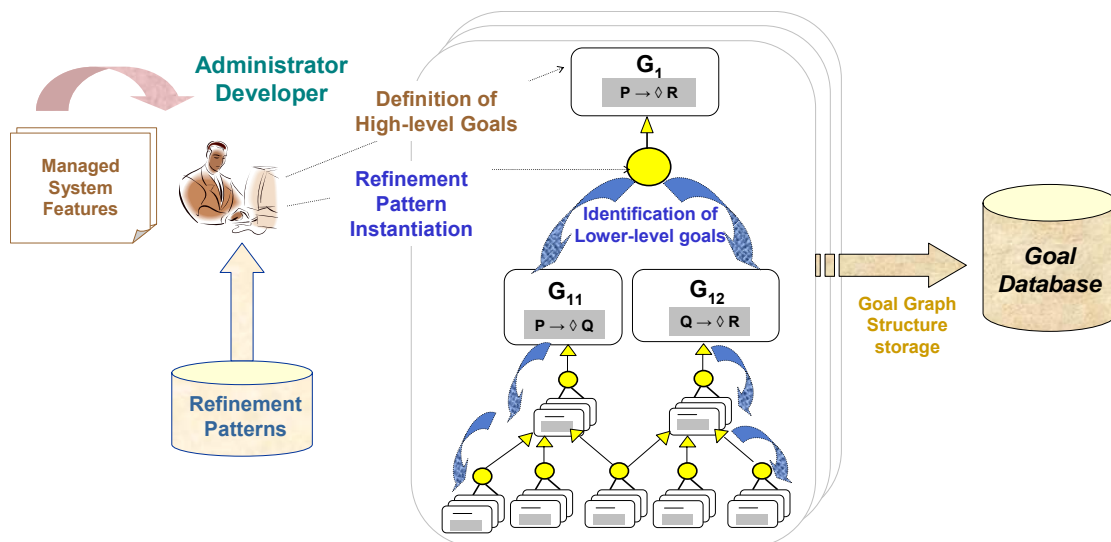 Administrator
Developer
Managed
System
Features
Refinement
Patterns
Definition of
High-level Goals
Refinement
Pattern
Instantiation
G1
P → ◊ R
Identification of
Lower-level goals
G11
P → ◊ Q
G12
Q → ◊ R
Goal Graph
Structure
storage
Goal
Database